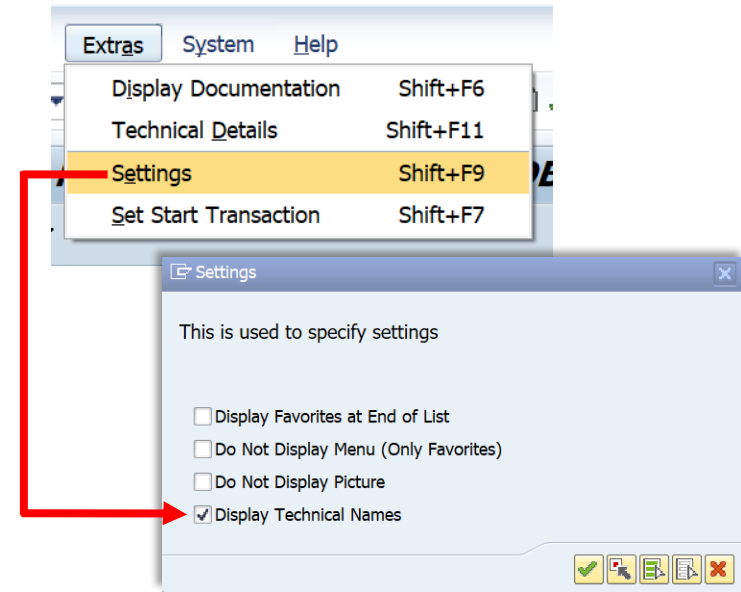 Extras System Help
Display Documentation Shift+F6
Technical Details Shift+F11
Settings Shift+F9
Set Start Transaction Shift+F7
Settings
This is used to specify settings
Display Favorites at End of List
Do Not Display Menu (Only Favorites)
Do Not Display Picture
Display Technical Names